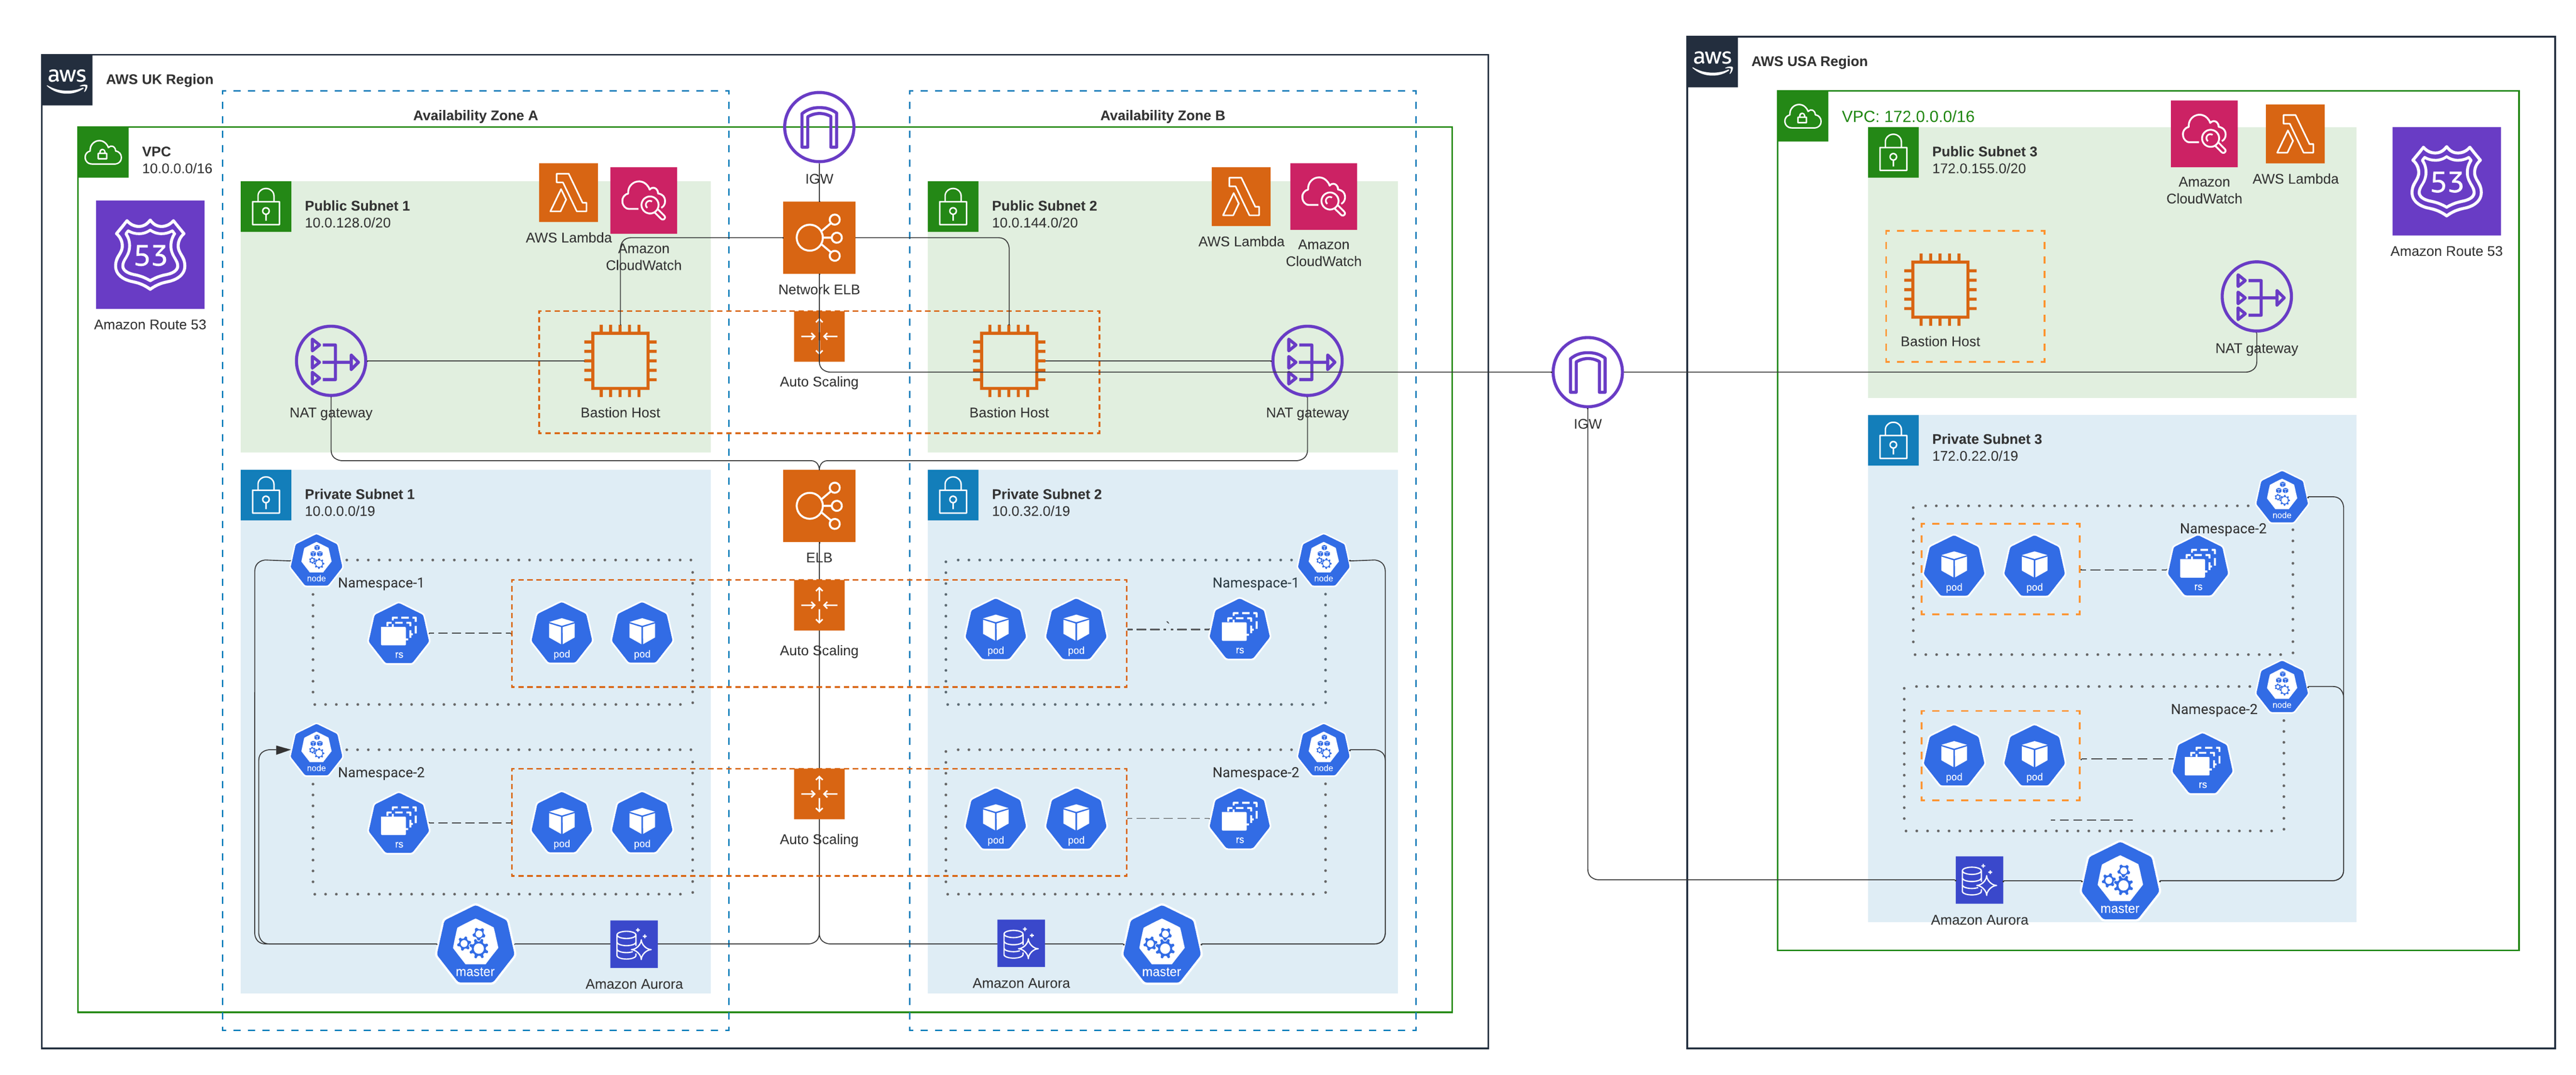 aws
AWS UK Region
Availability Zone A
Availability Zone B
VPC
10.0.0.0/16
IGW
53
Amazon Route 53
Public Subnet 1
10.0.128.0/20
AWS Lambda
Amazon
CloudWatch
Network ELB
Auto Scaling
Public Subnet 2
10.0.144.0/20
AWS Lambda
Amazon
CloudWatch
NAT gateway
Bastion Host
Bastion Host
NAT gateway
Private Subnet 1
10.0.0.0/19
ELB
Private Subnet 2
10.0.32.0/19
node
Namespace-1
rs
pod
pod
Auto Scaling
pod
pod
Namespace-1
node
rs
node
Namespace-2
rs
pod
pod
Auto Scaling
pod
pod
Namespace-2
node
rs
master
Amazon Aurora
Amazon Aurora
master
IGW
aws
AWS USA Region
VPC: 172.0.0.0/16
Public Subnet 3
172.0.155.0/20
Amazon
CloudWatch
AWS Lambda
53
Amazon Route 53
Bastion Host
NAT gateway
Private Subnet 3
172.0.22.0/19
node
Namespace-2
pod
pod
rs
node
Namespace-2
pod
pod
rs
Amazon Aurora
master